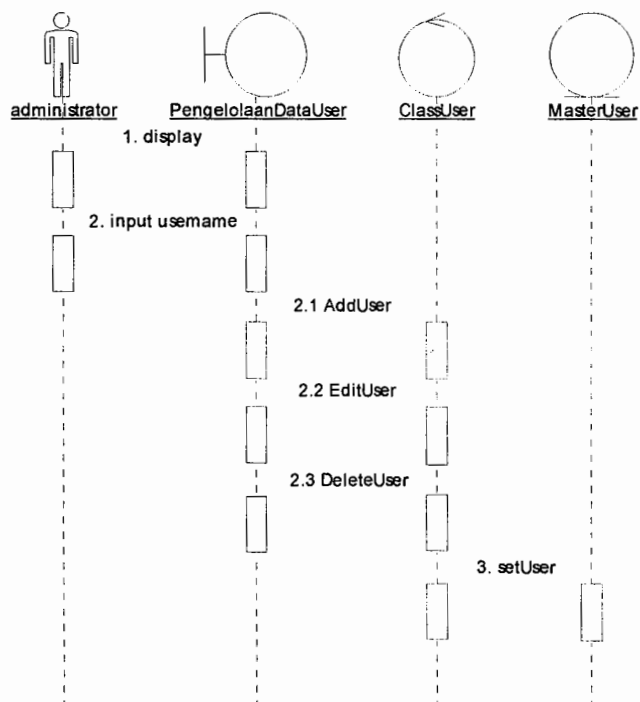 administrator
PengelolaanDataUser
ClassUser
MasterUser
1. display
2. input username
2.1 AddUser
2.2 EditUser
2.3 DeleteUser
3. setUser